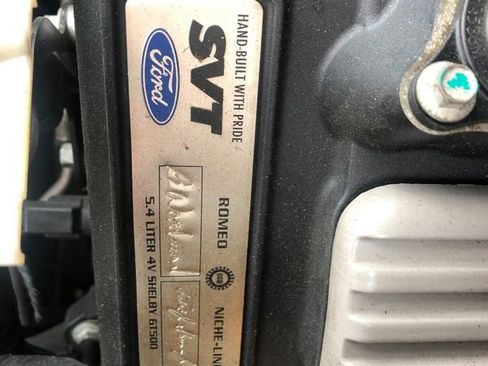 HAND-BUILT WITH PRIDE
SVT
Ford
ROMEO
NICHE-LIN
5.4 LITER 4V SHELBY GT500